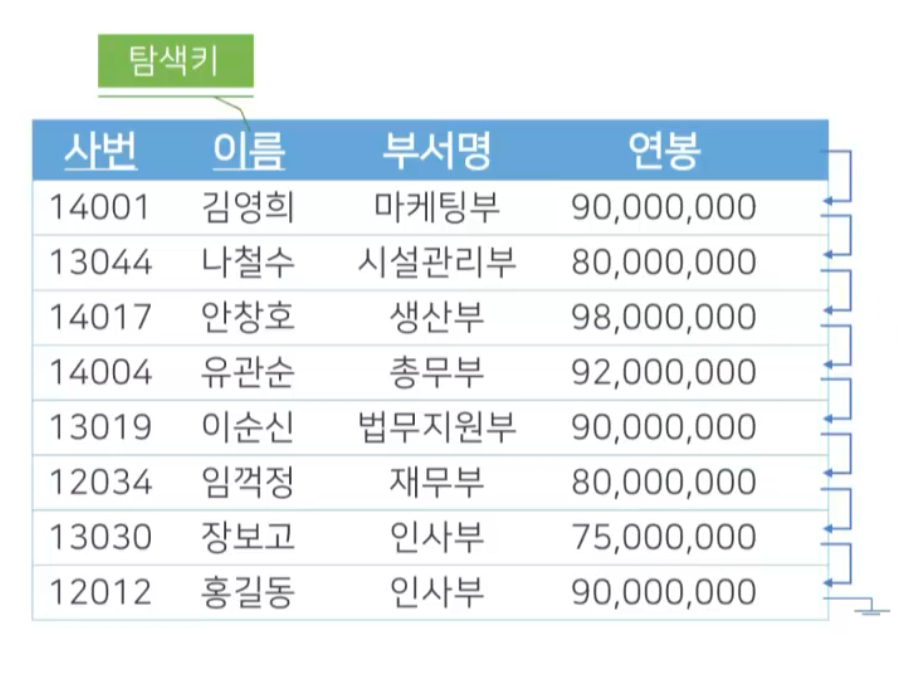 탐색키
사번 이름 부서명 연봉
14001 김영희 마케팅부 90,000,000
13044 나철수 시설관리부 80,000,000
14017 안창호 생산부 98,000,000
14004 유관순 총무부 92,000,000
13019 이순신 법무지원부 90,000,000
12034 임꺽정 재무부 80,000,000
13030 장보고 인사부 75,000,000
12012 홍길동 인사부 90,000,000